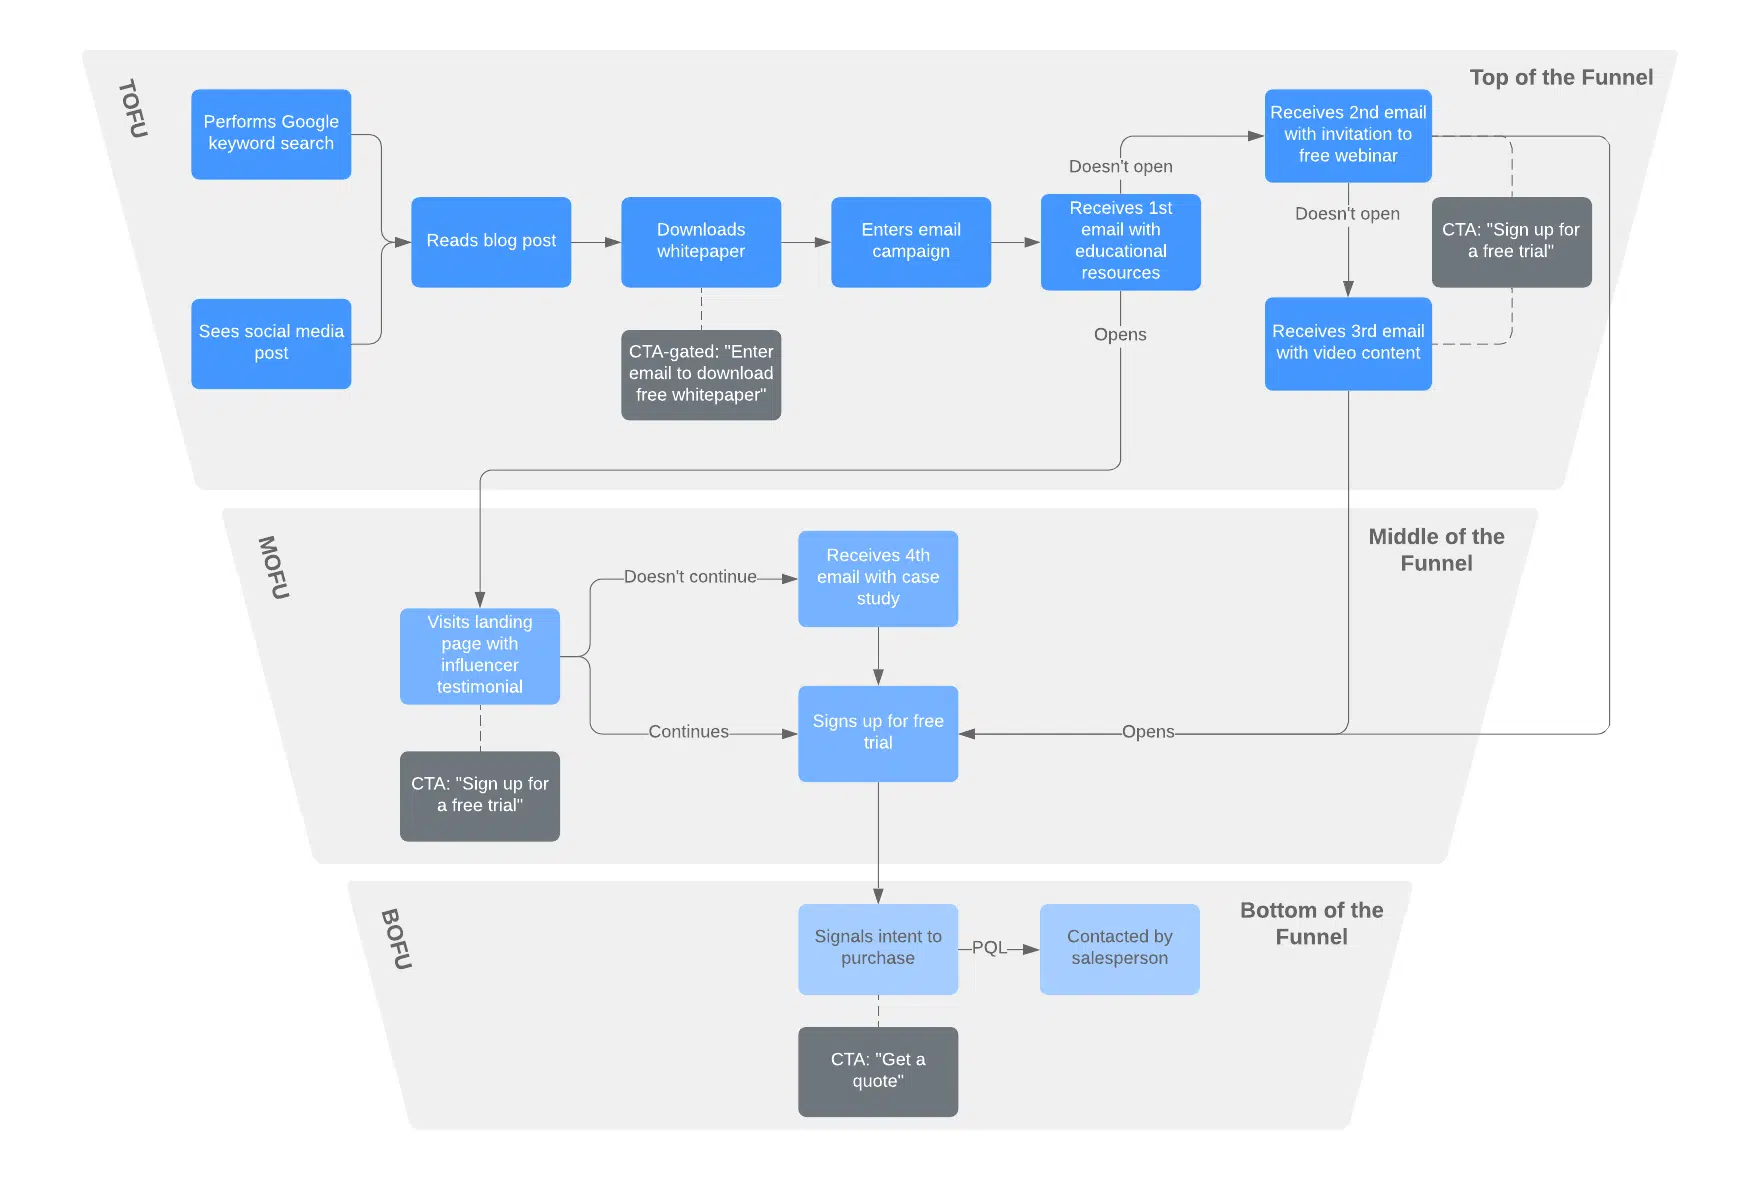 TOFU
Top of the Funnel
Performs Google
keyword search
Sees social media
post
Reads blog post
Downloads
whitepaper
CTA-gated: "Enter
email to download
free whitepaper"
Enters email
campaign
Receives 1st
email with
educational
resources
Doesn't open
Opens
Receives 2nd email
with invitation to
free webinar
Doesn't open
CTA: "Sign up for
a free trial"
Receives 3rd email
with video content
MOFU
Middle of the
Funnel
Visits landing
page with
influencer
testimonial
CTA: "Sign up for
a free trial"
Doesn't continue
Continues
Receives 4th
email with case
study
Signs up for free
trial
Opens
BOFU
Bottom of the
Funnel
Signals intent to
purchase
PQL
Contacted by
salesperson
CTA: "Get a
quote"